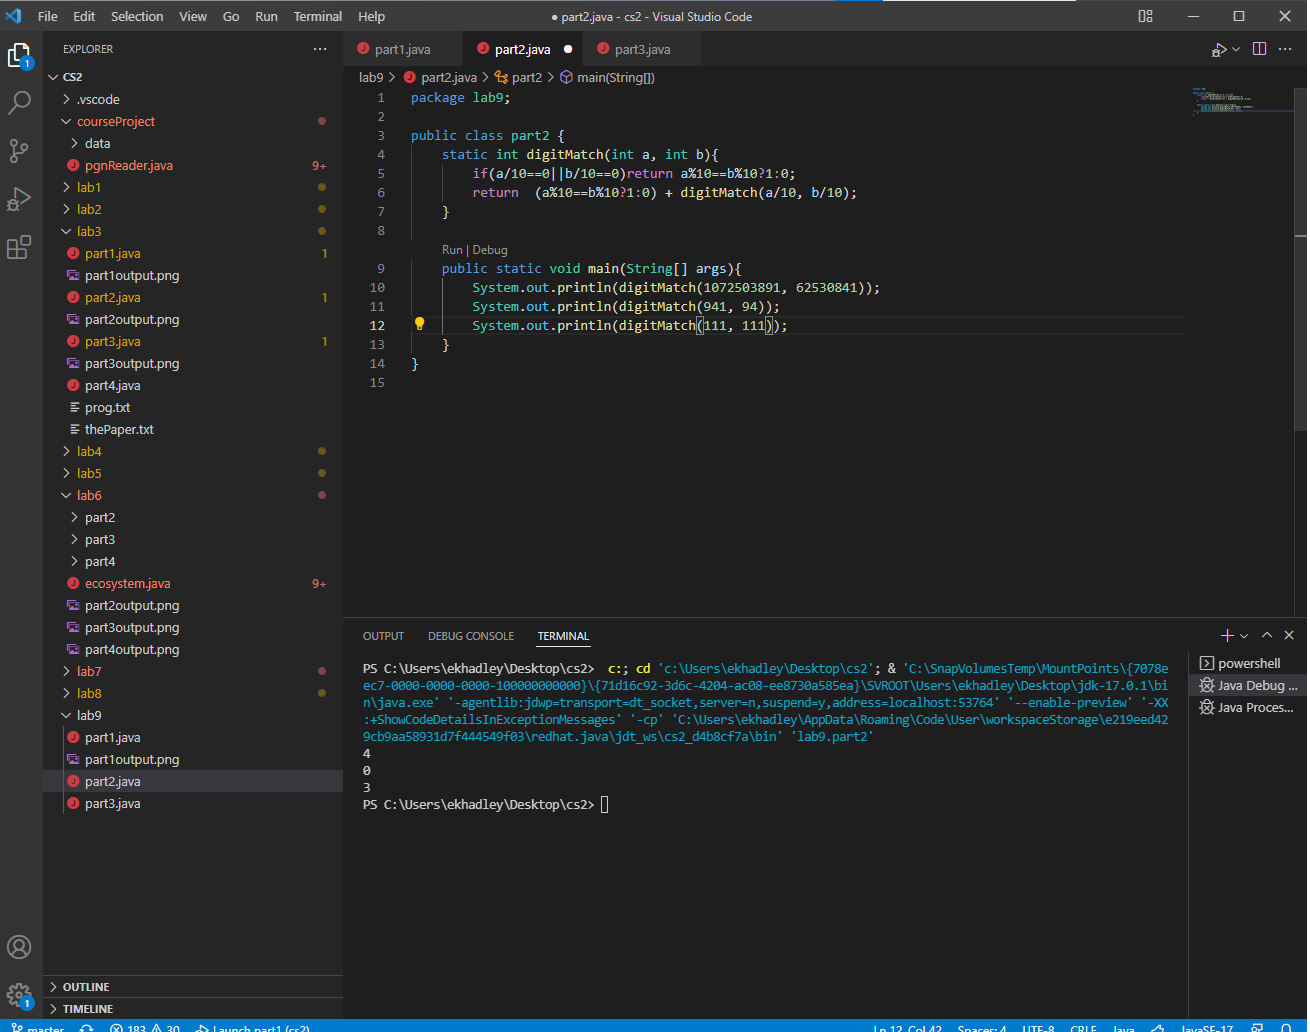 File Edit Selection View Go Run Terminal Help ● part2.java - cs2 - Visual Studio Code
EXPLORER
1
CS2
.vscode
courseProject
data
pgnReader.java 9+
lab1
lab2
lab3
part1.java 1
part1output.png
part2.java 1
part2output.png
part3.java 1
part3output.png
part4.java
prog.txt
thePaper.txt
lab4
lab5
lab6
part2
part3
part4
ecosystem.java 9+
part2output.png
part3output.png
part4output.png
lab7
lab8
lab9
part1.java
part1output.png
part2.java
part3.java
OUTLINE
TIMELINE
1
part1.java part2.java part3.java
lab9 > part2.java > part2 > main(String[])
1 package lab9;
2
3 public class part2 {
4 static int digitMatch(int a, int b){
5 if(a/10==0||b/10==0)return a%10==b%10?1:0;
6 return  (a%10==b%10?1:0) + digitMatch(a/10, b/10);
7 }
8
Run | Debug
9 public static void main(String[] args){
10 System.out.println(digitMatch(1072503891, 62530841));
11 System.out.println(digitMatch(941, 94));
12 System.out.println(digitMatch(111, 111));
13 }
14 }
15
OUTPUT DEBUG CONSOLE TERMINAL
PS C:\Users\ekhadley\Desktop\cs2>  c:; cd 'c:\Users\ekhadley\Desktop\cs2'; & 'C:\SnapVolumesTemp\MountPoints\{7078e
ec7-0000-0000-0000-100000000000}\{71d16c92-3d6c-4204-ac08-ee8730a585ea}\SVROOT\Users\ekhadley\Desktop\jdk-17.0.1\bi
n\java.exe' '-agentlib:jdwp=transport=dt_socket,server=n,suspend=y,address=localhost:53764' '--enable-preview' '-XX
:+ShowCodeDetailsInExceptionMessages' '-cp' 'C:\Users\ekhadley\AppData\Roaming\Code\User\workspaceStorage\e219eed42
9cb9aa58931d7f444549f03\redhat.java\jdt_ws\cs2_d4b8cf7a\bin' 'lab9.part2'
4
0
3
PS C:\Users\ekhadley\Desktop\cs2>
powershell
Java Debug ...
Java Proces...
master 183 30 Launch part1 (cs2) Ln 12, Col 42 Spaces: 4 UTF-8 CRLF Java JavaSE-17